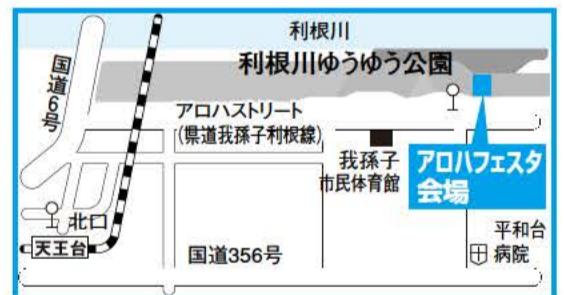 利根川
利根川ゆうゆう公園
国道6号
アロハストリート
(県道我孫子利根線)
我孫子
市民体育館
アロハフェスタ
会場
北口
天王台
国道356号
平和台
病院